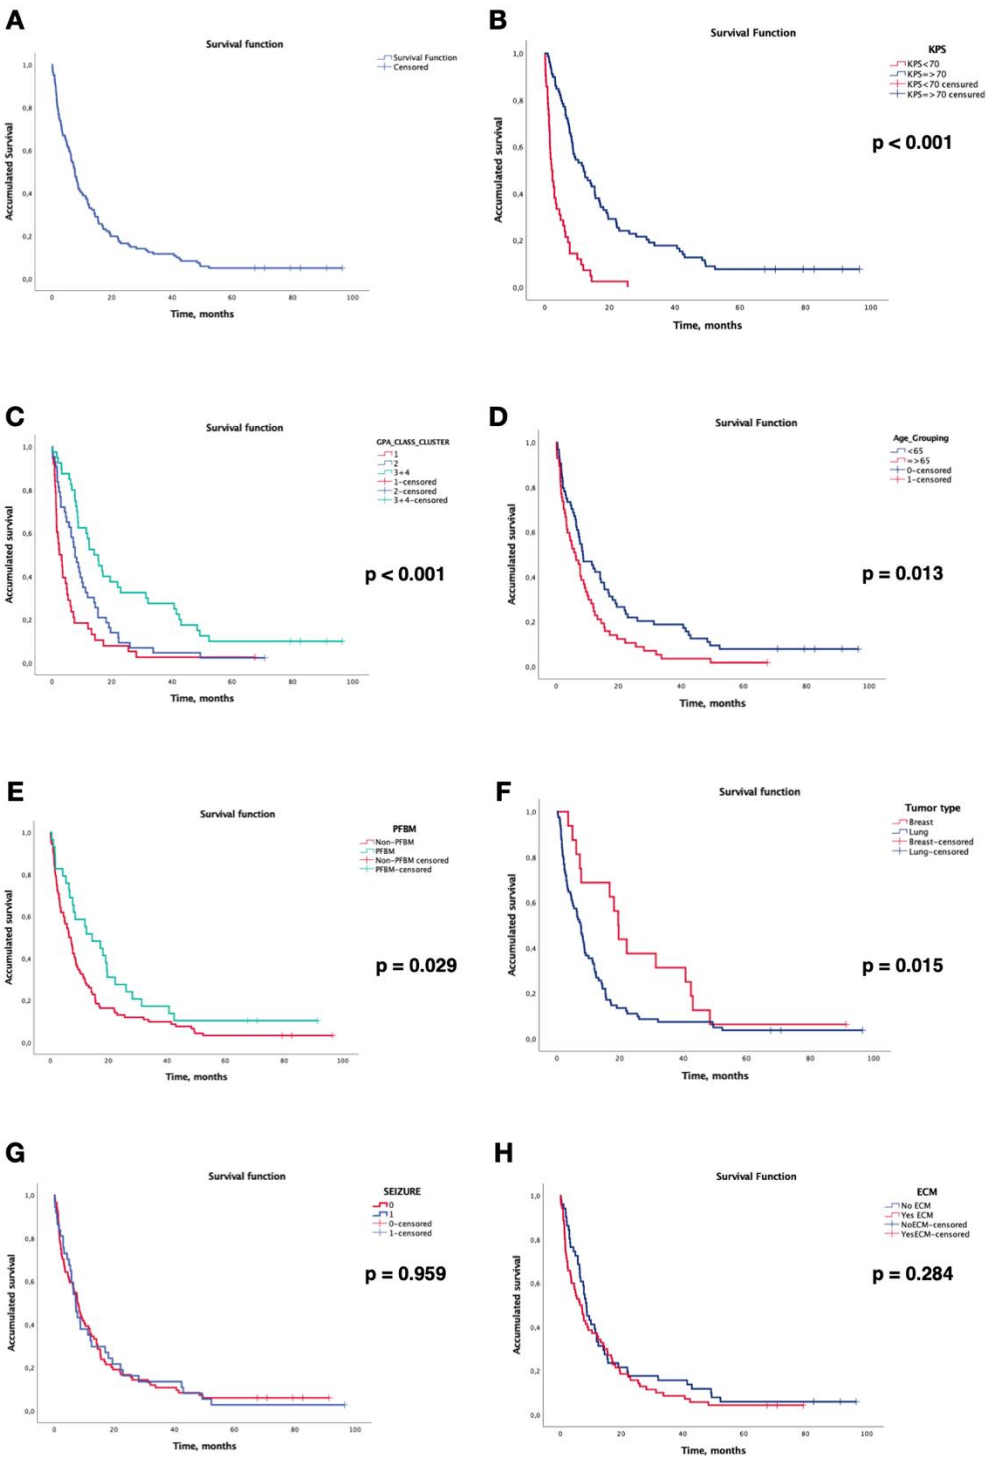 A
Survival function
Survival Function
Censored
1,0
0,8
0,6
0,4
0,2
0,0
Accumulated Survival
0 20 40 60 80 100
Time, months
B
Survival Function
KPS
KPS<70
KPS=>70
KPS<70 censured
KPS=>70 censured
p < 0.001
1,0
0,8
0,6
0,4
0,2
0,0
Accumulated Survival
0 20 40 60 80 100
Time, months
C
Survival function
GPA_CLASS_CLUSTER
1
2
3+4
1-censored
2-censored
3+4-censored
p < 0.001
1,0
0,8
0,6
0,4
0,2
0,0
Accumulated survival
0 20 40 60 80 100
Time, months
D
Survival Function
Age_Grouping
<65
=>65
0-censored
1-censored
p = 0.013
1,0
0,8
0,6
0,4
0,2
0,0
Accumulated survival
0 20 40 60 80 100
Time, months
E
Survival function
PFBM
Non-PFBM
PFBM
Non-PFBM censored
PFBM-censored
p = 0.029
1,0
0,8
0,6
0,4
0,2
0,0
Accumulated survival
0 20 40 60 80 100
Time, months
F
Survival function
Tumor type
Breast
Lung
Breast-censored
Lung-censored
p = 0.015
1,0
0,8
0,6
0,4
0,2
0,0
Accumulated survival
0 20 40 60 80 100
Time, months
G
Survival function
SEIZURE
0
1
0-censored
1-censored
p = 0.959
1,0
0,8
0,6
0,4
0,2
0,0
Accumulated survival
0 20 40 60 80 100
Time, months
H
Survival Function
ECM
No ECM
Yes ECM
NoECM-censored
YesECM-censored
p = 0.284
1,0
0,8
0,6
0,4
0,2
0,0
Accumulated survival
0 20 40 60 80 100
Time, months